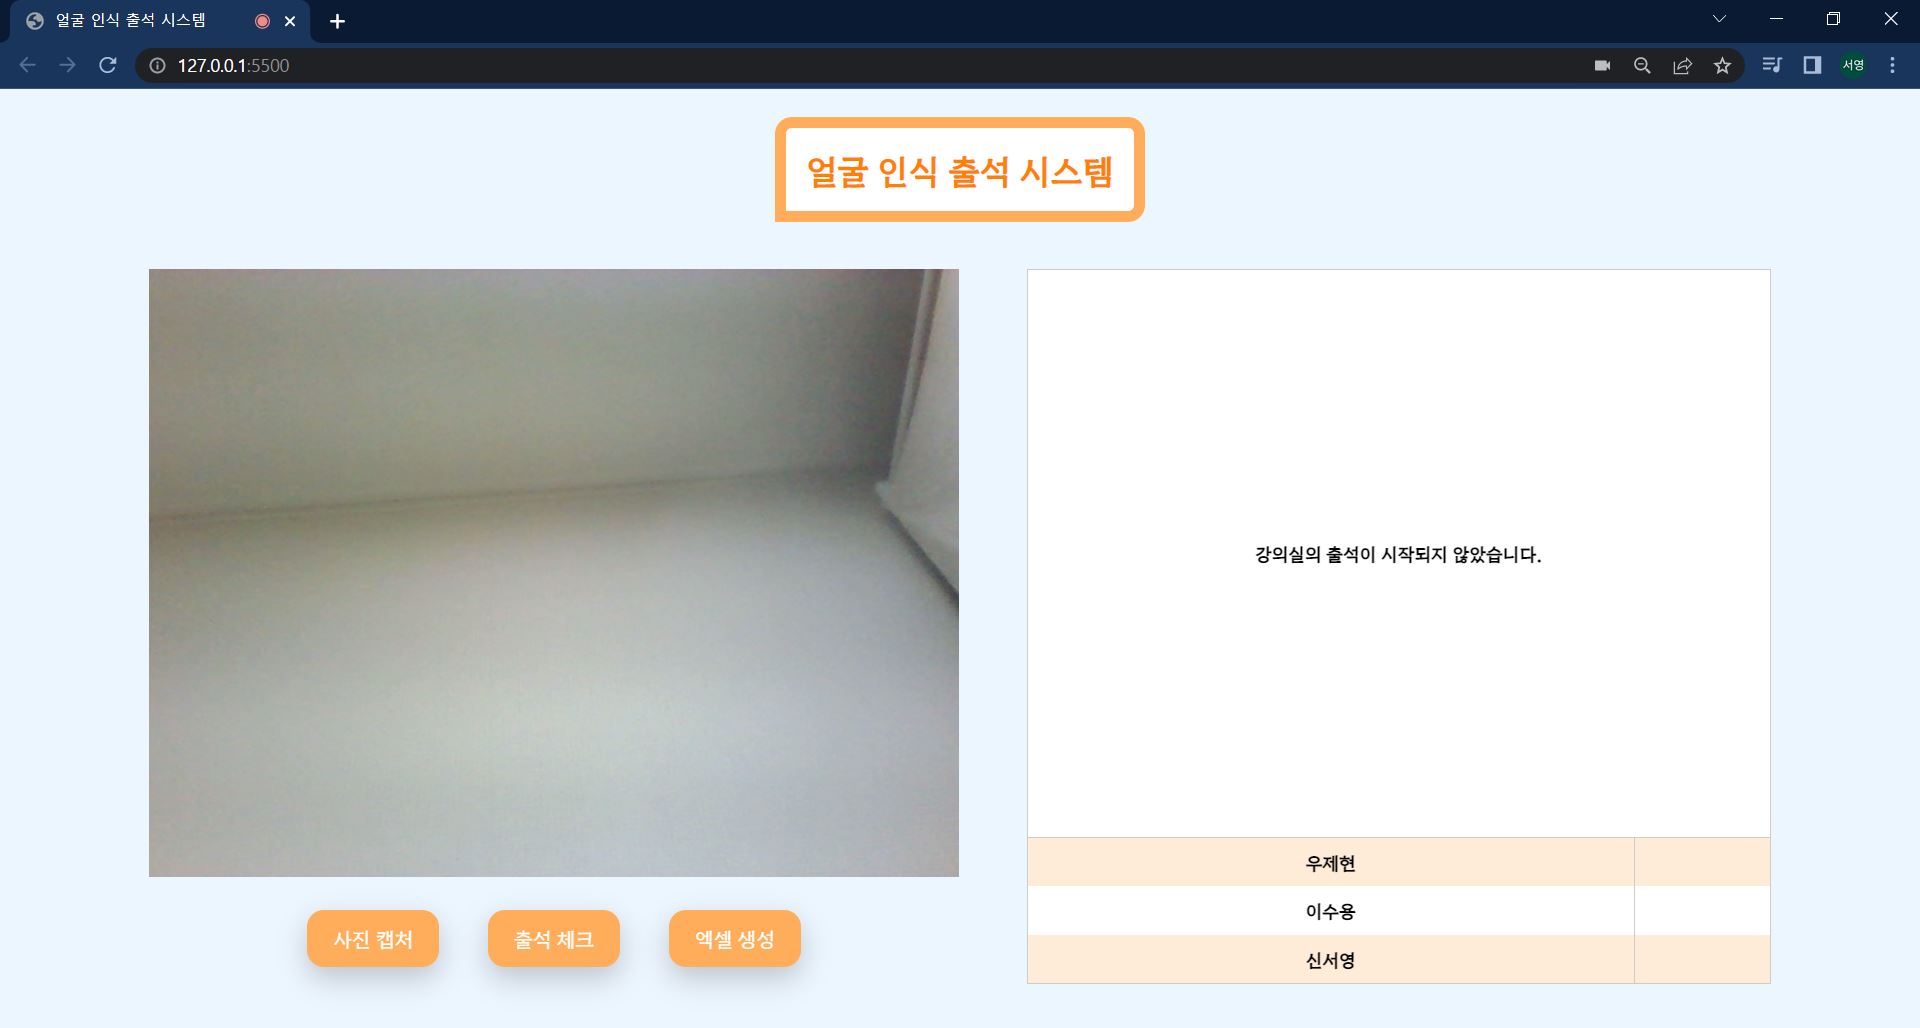 얼굴 인식 출석 시스템
127.0.0.1:5500
서영
얼굴 인식 출석 시스템
강의실의 출석이 시작되지 않았습니다.
우제현
이수용
신서영
사진 캡처
출석 체크
엑셀 생성